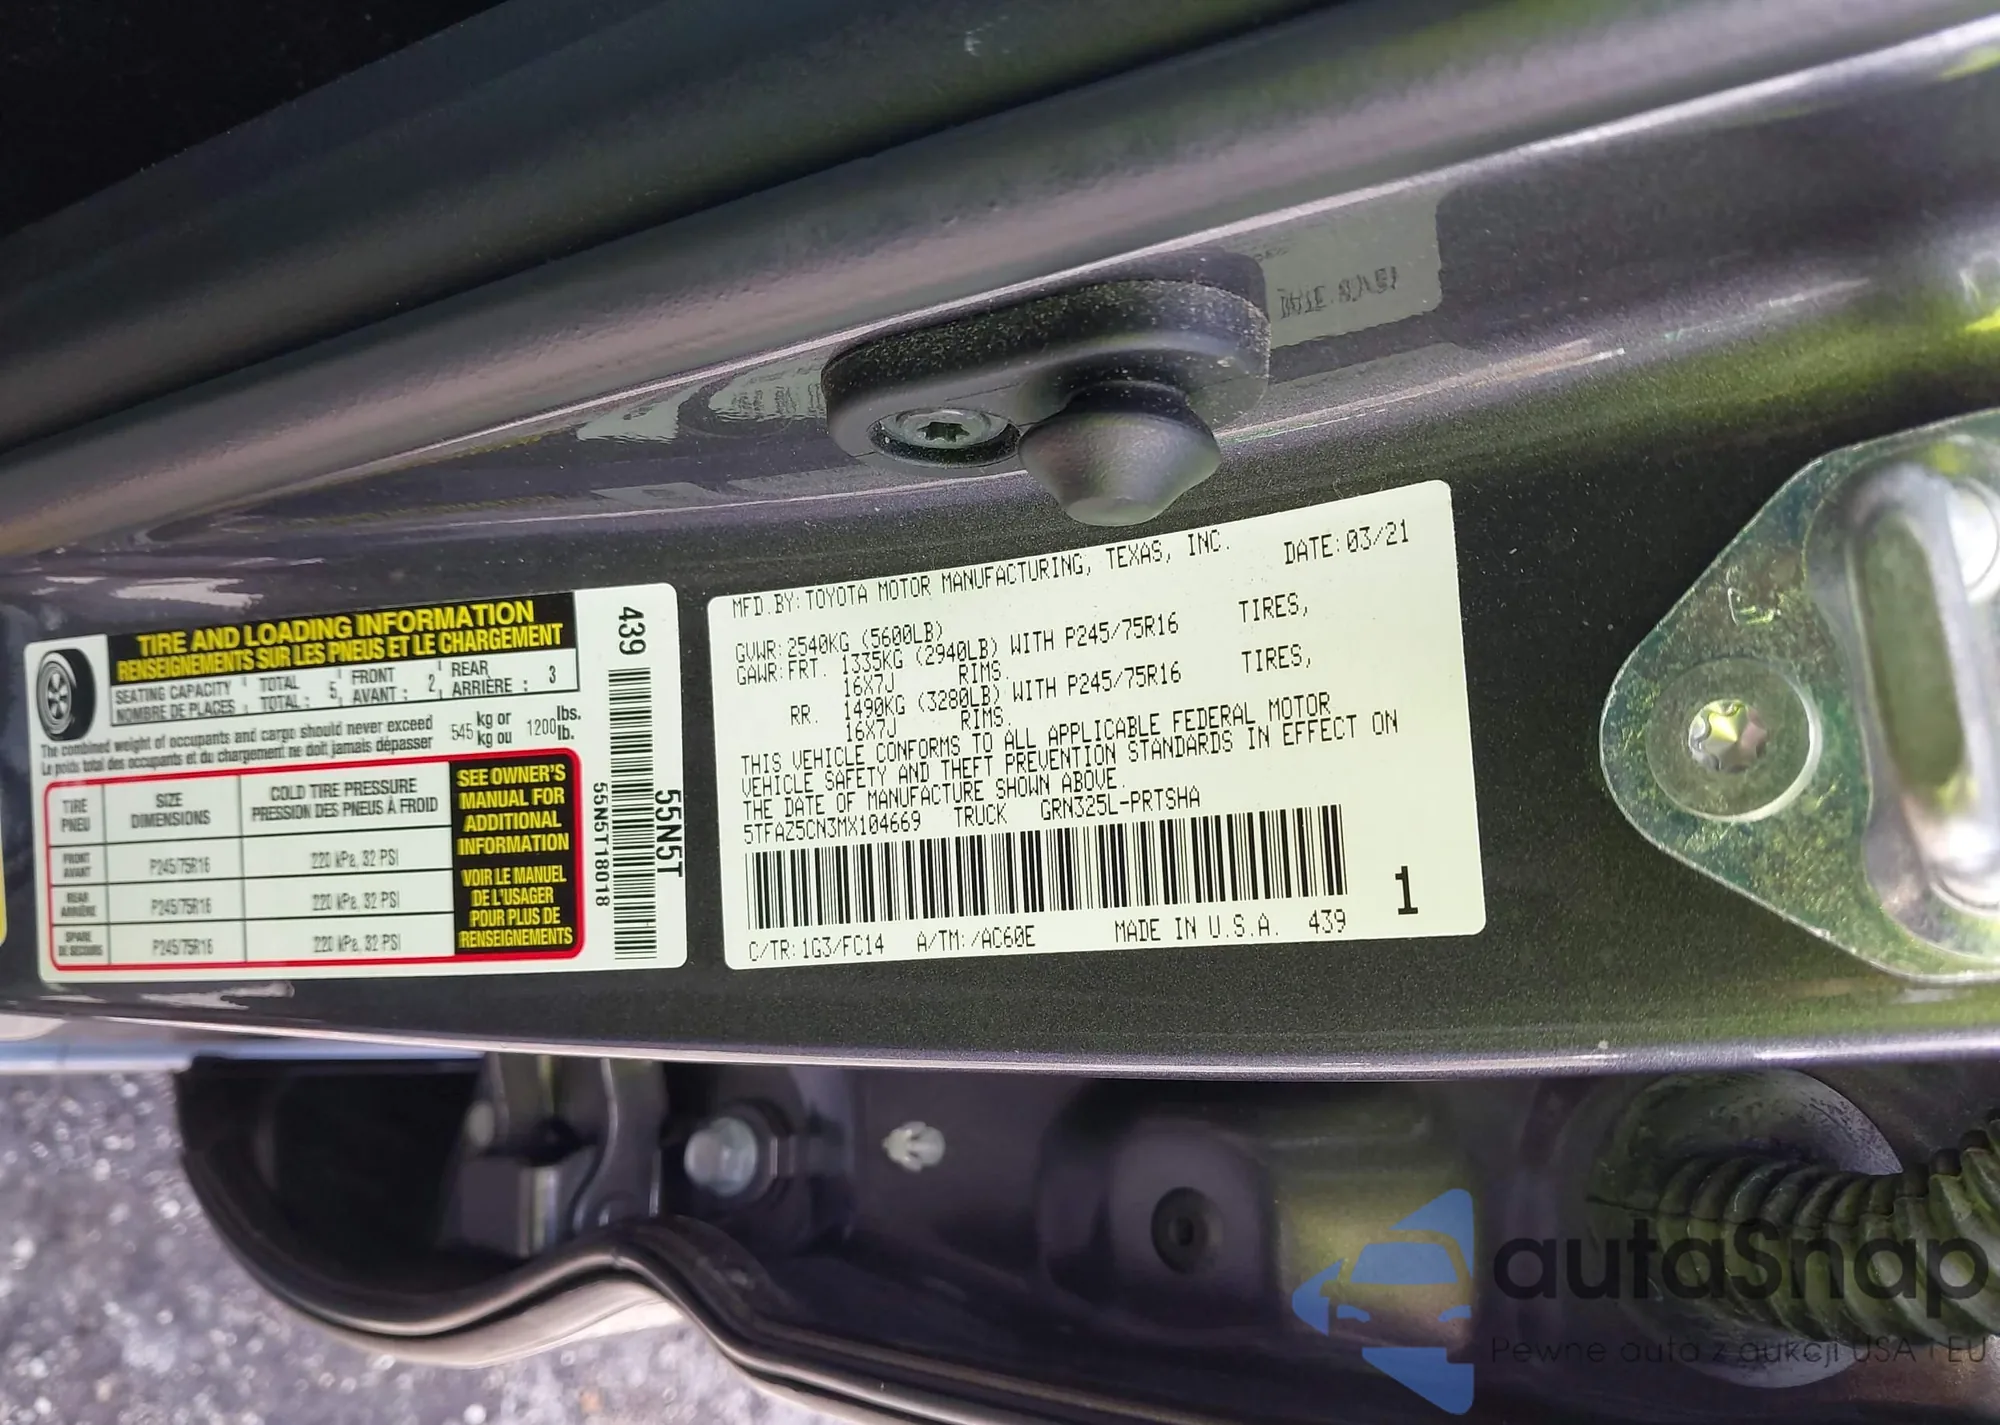 TIRE AND LOADING INFORMATION
RENSEIGNEMENTS SUR LES PNEUS ET LE CHARGEMENT
SEATING CAPACITY TOTAL 5 FRONT 2 REAR 3
NOMBRE DE PLACES TOTAL : AVANT : ARRIÈRE :
The combined weight of occupants and cargo should never exceed 545 kg or 1200 lbs.
Le poids total des occupants et du chargement ne doit jamais dépasser kg ou lb.
TIRE SIZE COLD TIRE PRESSURE
PNEU DIMENSIONS PRESSION DES PNEUS À FROID
FRONT AVANT P245/75R16 220 kPa, 32 PSI
REAR ARRIÈRE P245/75R16 220 kPa, 32 PSI
SPARE DE SECOURS P245/75R16 220 kPa, 32 PSI
SEE OWNER'S
MANUAL FOR
ADDITIONAL
INFORMATION
VOIR LE MANUEL
DE L'USAGER
POUR PLUS DE
RENSEIGNEMENTS
439
55N5T18018
55N5T
MFD.BY:TOYOTA MOTOR MANUFACTURING, TEXAS, INC. DATE:03/21
GVWR:2540KG (5600LB)
GAWR:FRT. 1335KG (2940LB) WITH P245/75R16 TIRES,
16X7J RIMS.
RR. 1490KG (3280LB) WITH P245/75R16 TIRES,
16X7J RIMS.
THIS VEHICLE CONFORMS TO ALL APPLICABLE FEDERAL MOTOR
VEHICLE SAFETY AND THEFT PREVENTION STANDARDS IN EFFECT ON
THE DATE OF MANUFACTURE SHOWN ABOVE.
5TFAZ5CN3MX104669 TRUCK GRN325L-PRTSHA
C/TR:1G3/FC14 A/TM:/AC60E MADE IN U.S.A. 439 1
autaSnap
Pewne auta z aukcji USA i EU